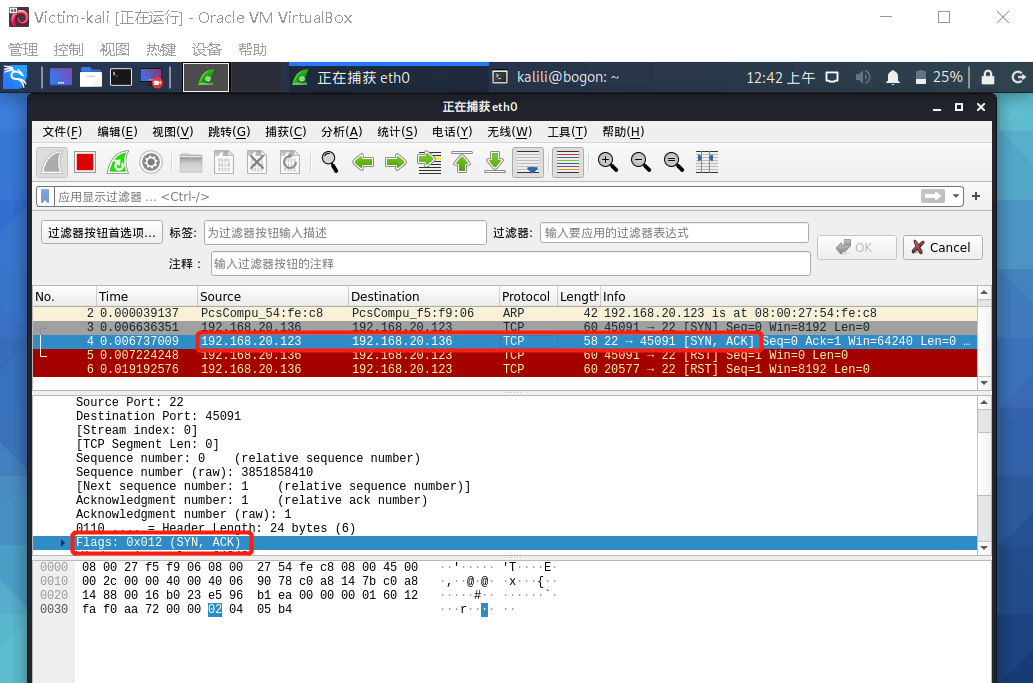 Victim-kali [正在运行] - Oracle VM VirtualBox
管理 控制 视图 热键 设备 帮助
正在捕获 eth0 kalili@bogon: ~ 12:42 上午 25%
正在捕获 eth0
文件(F) 编辑(E) 视图(V) 跳转(G) 捕获(C) 分析(A) 统计(S) 电话(Y) 无线(W) 工具(T) 帮助(H)
应用显示过滤器 … <Ctrl-/> +
过滤器按钮首选项… 标签: 为过滤器按钮输入描述 过滤器: 输入要应用的过滤器表达式
OK Cancel
注释： 输入过滤器按钮的注释
No. Time Source Destination Protocol Length Info
2 0.000039137 PcsCompu_54:fe:c8 PcsCompu_f5:f9:06 ARP 42 192.168.20.123 is at 08:00:27:54:fe:c8
3 0.006636351 192.168.20.136 192.168.20.123 TCP 60 45091 → 22 [SYN] Seq=0 Win=8192 Len=0
4 0.006737009 192.168.20.123 192.168.20.136 TCP 58 22 → 45091 [SYN, ACK] Seq=0 Ack=1 Win=64240 Len=0 …
5 0.007224248 192.168.20.136 192.168.20.123 TCP 60 45091 → 22 [RST] Seq=1 Win=0 Len=0
6 0.019192576 192.168.20.136 192.168.20.123 TCP 60 20577 → 22 [RST] Seq=1 Win=8192 Len=0
Source Port: 22
Destination Port: 45091
[Stream index: 0]
[TCP Segment Len: 0]
Sequence number: 0 (relative sequence number)
Sequence number (raw): 3851858410
[Next sequence number: 1 (relative sequence number)]
Acknowledgment number: 1 (relative ack number)
Acknowledgment number (raw): 1
0110 .... = Header Length: 24 bytes (6)
Flags: 0x012 (SYN, ACK)
0000 08 00 27 f5 f9 06 08 00 27 54 fe c8 08 00 45 00 ··'····· 'T····E·
0010 00 2c 00 00 40 00 40 06 90 78 c0 a8 14 7b c0 a8 ·,··@·@· ·x···{··
0020 14 88 00 16 b0 23 e5 96 b1 ea 00 00 00 01 60 12 ·····#·· ······`·
0030 fa f0 aa 72 00 00 02 04 05 b4 ···r···· ··